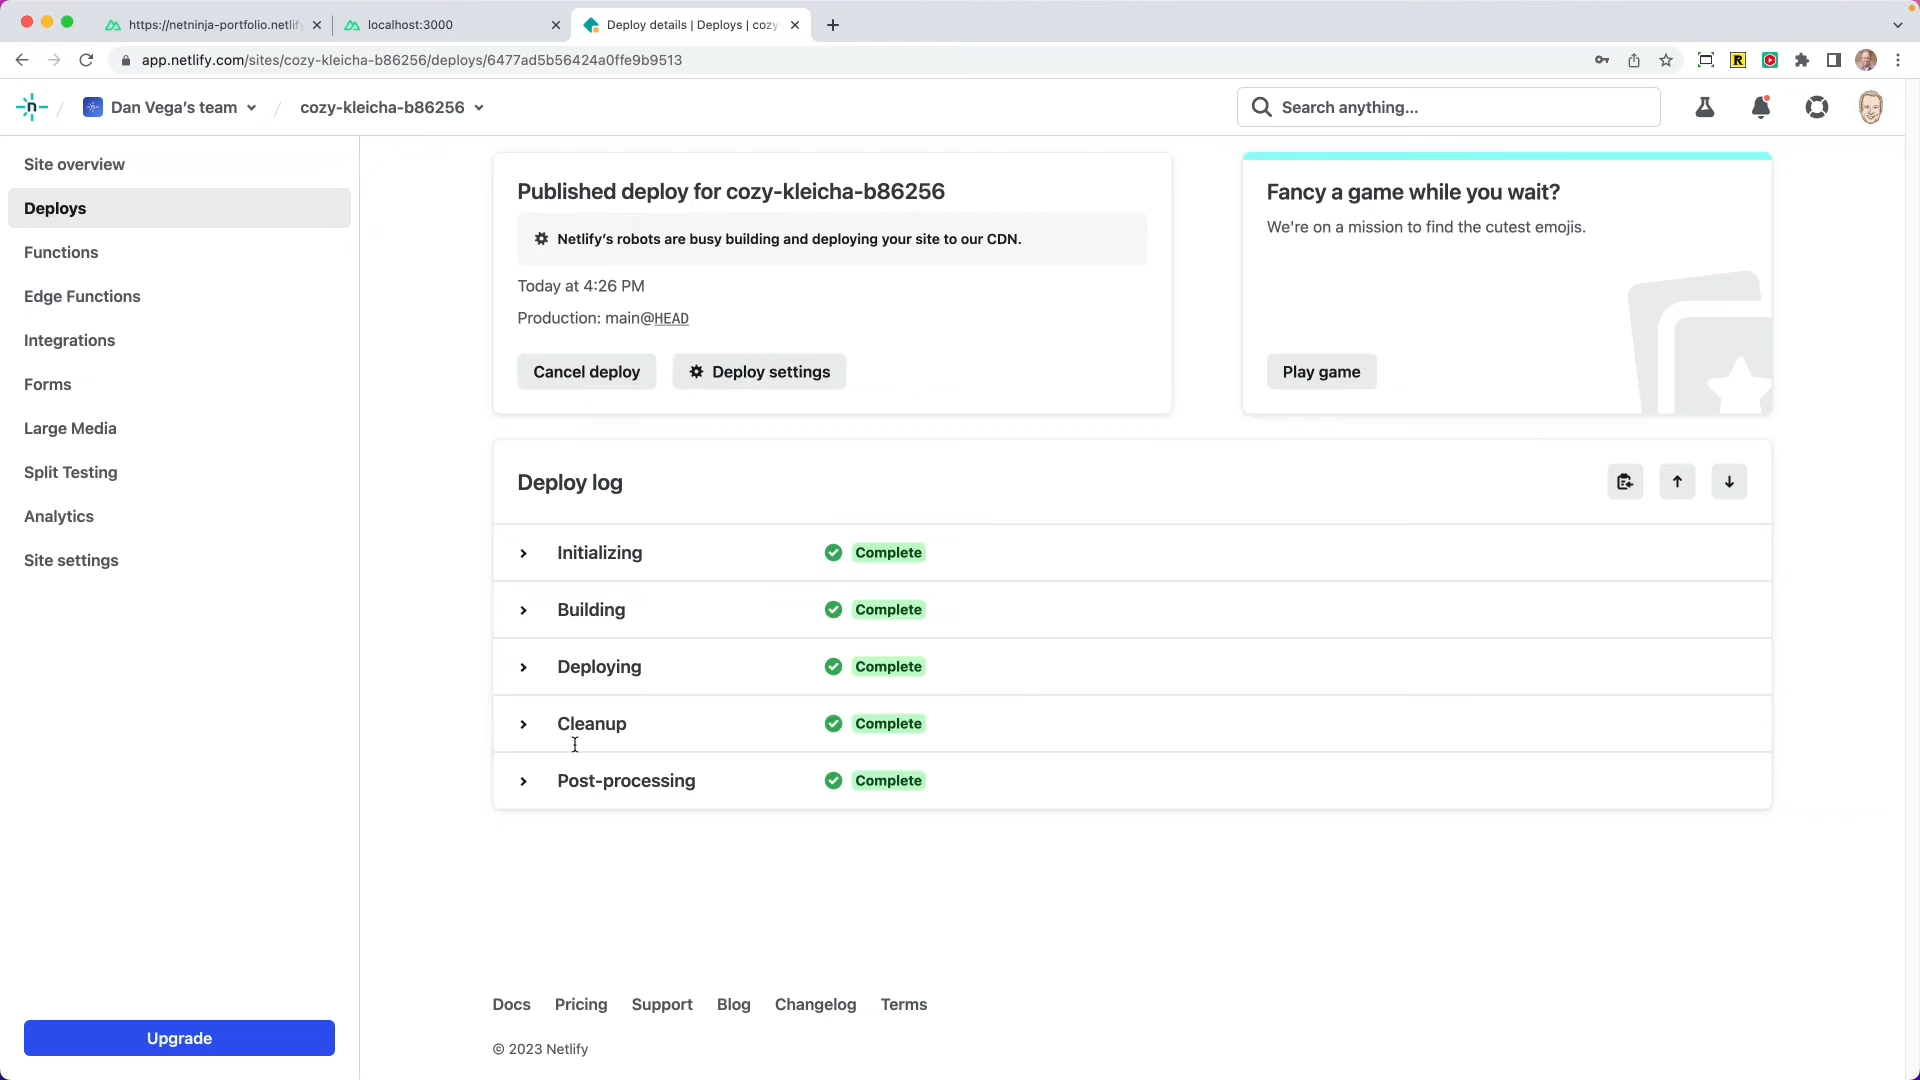 https://netninja-portfolio.netlify
localhost:3000
Deploy details | Deploys | cozy-
app.netlify.com/sites/cozy-kleicha-b86256/deploys/6477ad5b56424a0ffe9b9513
Dan Vega's team
cozy-kleicha-b86256
Search anything...
Site overview
Deploys
Functions
Edge Functions
Integrations
Forms
Large Media
Split Testing
Analytics
Site settings
Upgrade
Published deploy for cozy-kleicha-b86256
Netlify's robots are busy building and deploying your site to our CDN.
Today at 4:26 PM
Production: main@HEAD
Cancel deploy
Deploy settings
Fancy a game while you wait?
We're on a mission to find the cutest emojis.
Play game
Deploy log
Initializing Complete
Building Complete
Deploying Complete
Cleanup Complete
Post-processing Complete
Docs Pricing Support Blog Changelog Terms
© 2023 Netlify